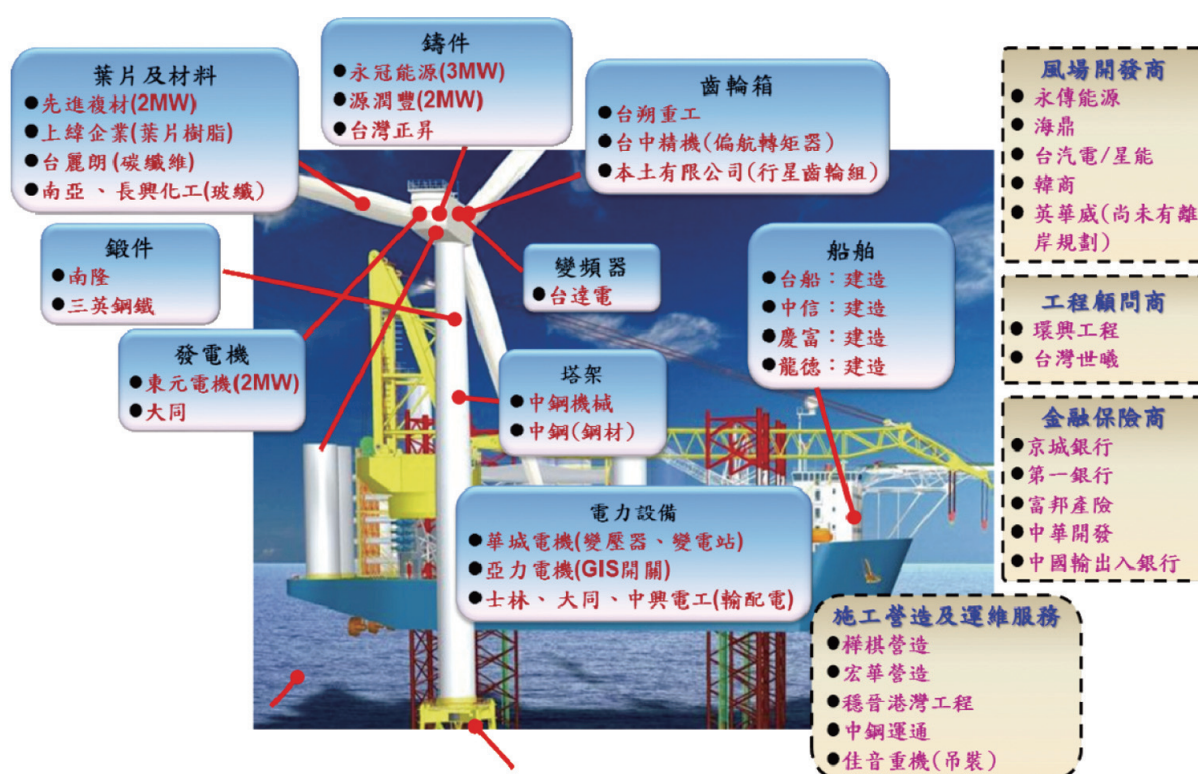 葉片及材料
●先進複材(2MW)
●上緯企業(葉片樹脂)
●台麗朗(碳纖維)
●南亞、長興化工(玻纖)
鑄件
●永冠能源(3MW)
●源潤豐(2MW)
●台灣正昇
齒輪箱
●台朔重工
●台中精機(偏航轉矩器)
●本土有限公司(行星齒輪組)
鍛件
●南隆
●三英鋼鐵
變頻器
●台達電
船舶
●台船：建造
●中信：建造
●慶富：建造
●龍德：建造
發電機
●東元電機(2MW)
●大同
塔架
●中鋼機械
●中鋼(鋼材)
電力設備
●華城電機(變壓器、變電站)
●亞力電機(GIS開關)
●士林、大同、中興電工(輸配電)
風場開發商
●永傳能源
●海鼎
●台汽電/星能
●韓商
●英華威(尚未有離
岸規劃)
工程顧問商
●環興工程
●台灣世曦
金融保險商
●京城銀行
●第一銀行
●富邦產險
●中華開發
●中國輸出入銀行
施工營造及運維服務
●樺棋營造
●宏華營造
●穩晉港灣工程
●中鋼運通
●佳音重機(吊裝)